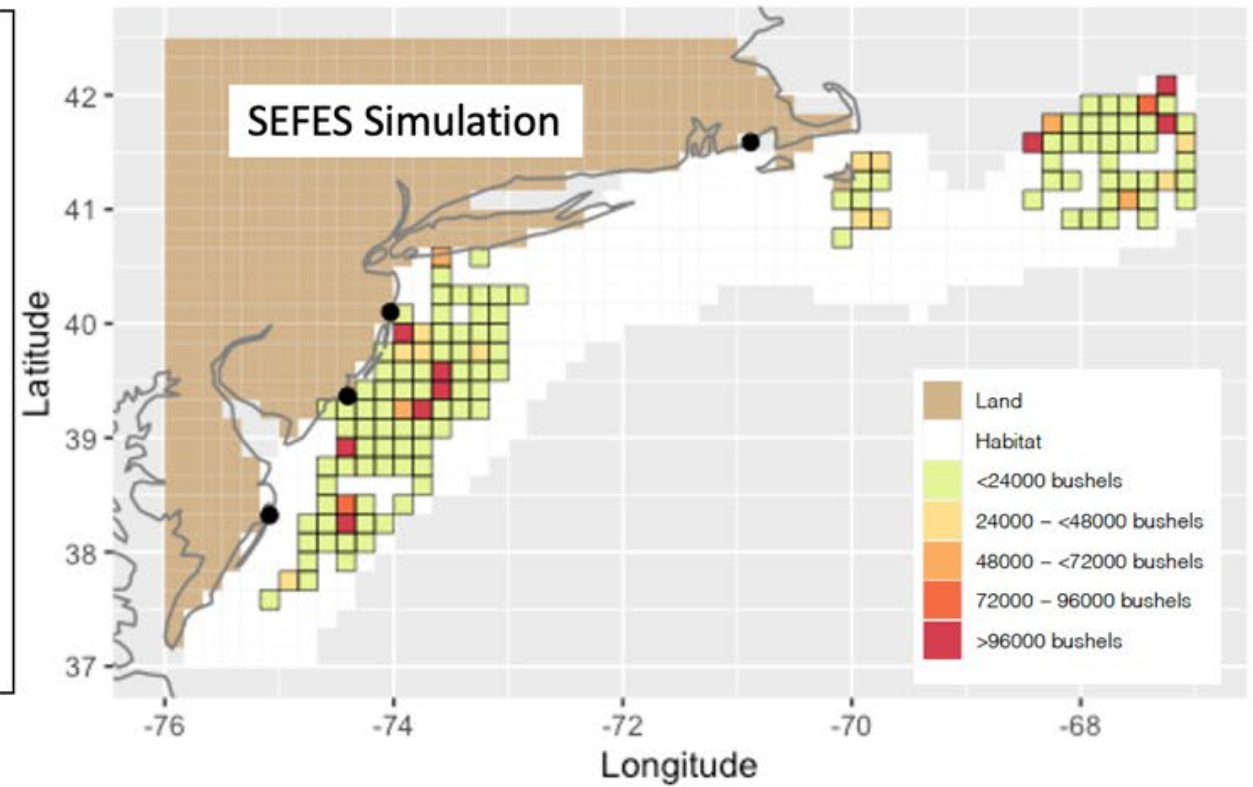 SEFES Simulation
42
41
40
39
38
37
Latitude
-76
-74
-72
-70
-68
Longitude
Land
Habitat
<24000 bushels
24000 – <48000 bushels
48000 – <72000 bushels
72000 – 96000 bushels
>96000 bushels